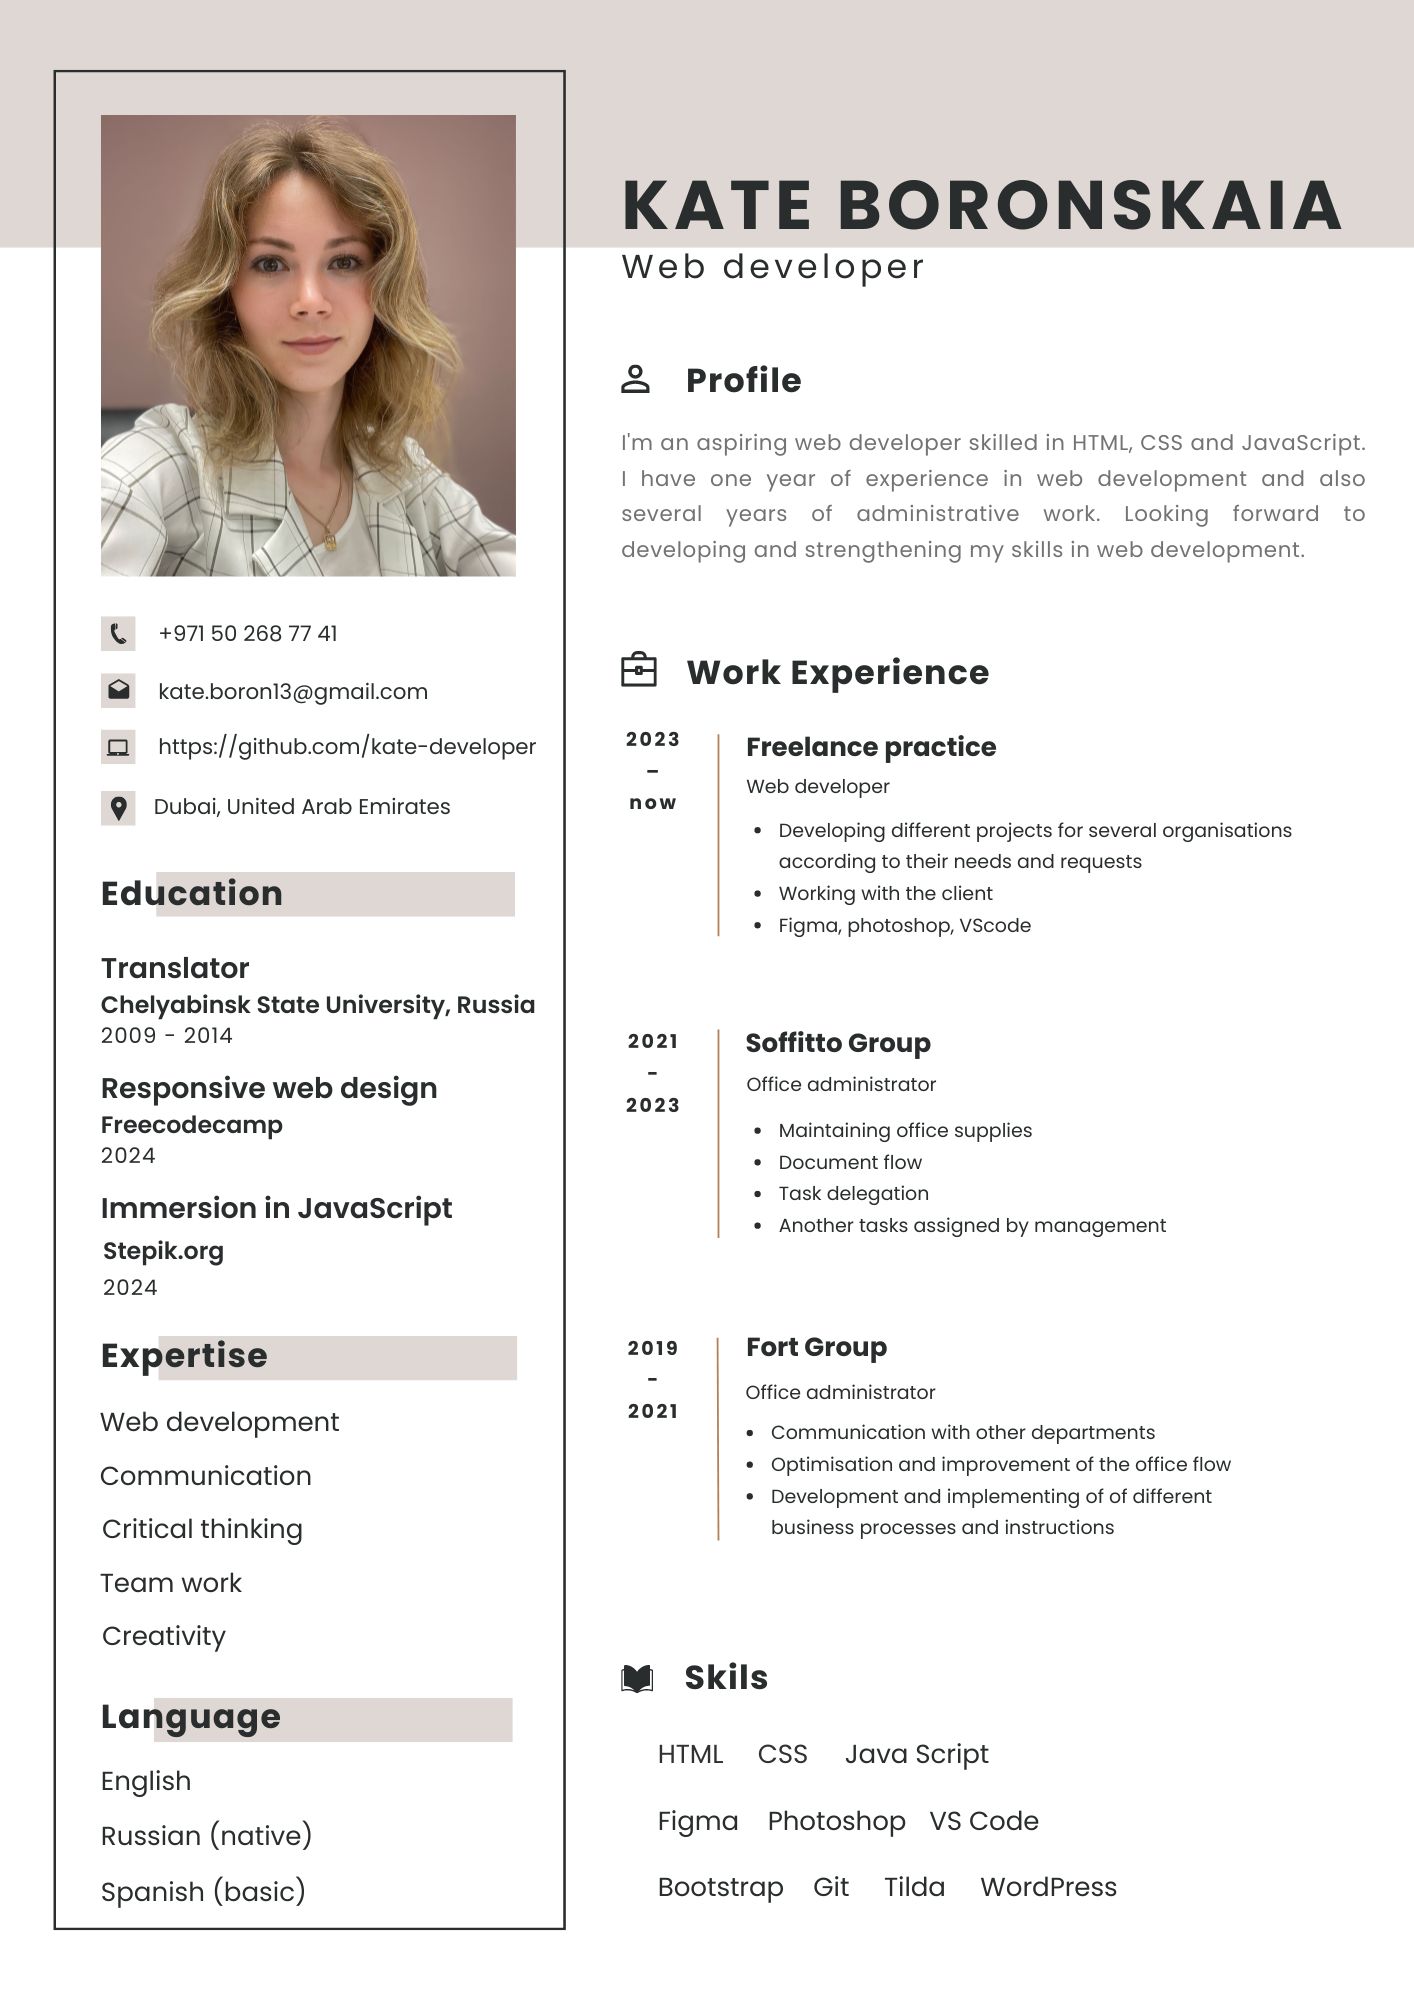 KATE BORONSKAIA
Web developer
+971 50 268 77 41
kate.boron13@gmail.com
https://github.com/kate-developer
Dubai, United Arab Emirates
Education
Translator
Chelyabinsk State University, Russia
2009 - 2014
Responsive web design
Freecodecamp
2024
Immersion in JavaScript
Stepik.org
2024
Expertise
Web development
Communication
Critical thinking
Team work
Creativity
Language
English
Russian (native)
Spanish (basic)
Profile
I'm an aspiring web developer skilled in HTML, CSS and JavaScript.
I have one year of experience in web development and also
several years of administrative work. Looking forward to
developing and strengthening my skills in web development.
Work Experience
2023
–
now
Freelance practice
Web developer
• Developing different projects for several organisations
according to their needs and requests
• Working with the client
• Figma, photoshop, VScode
2021
-
2023
Soffitto Group
Office administrator
• Maintaining office supplies
• Document flow
• Task delegation
• Another tasks assigned by management
2019
-
2021
Fort Group
Office administrator
• Communication with other departments
• Optimisation and improvement of the office flow
• Development and implementing of of different
business processes and instructions
Skils
HTML CSS Java Script
Figma Photoshop VS Code
Bootstrap Git Tilda WordPress